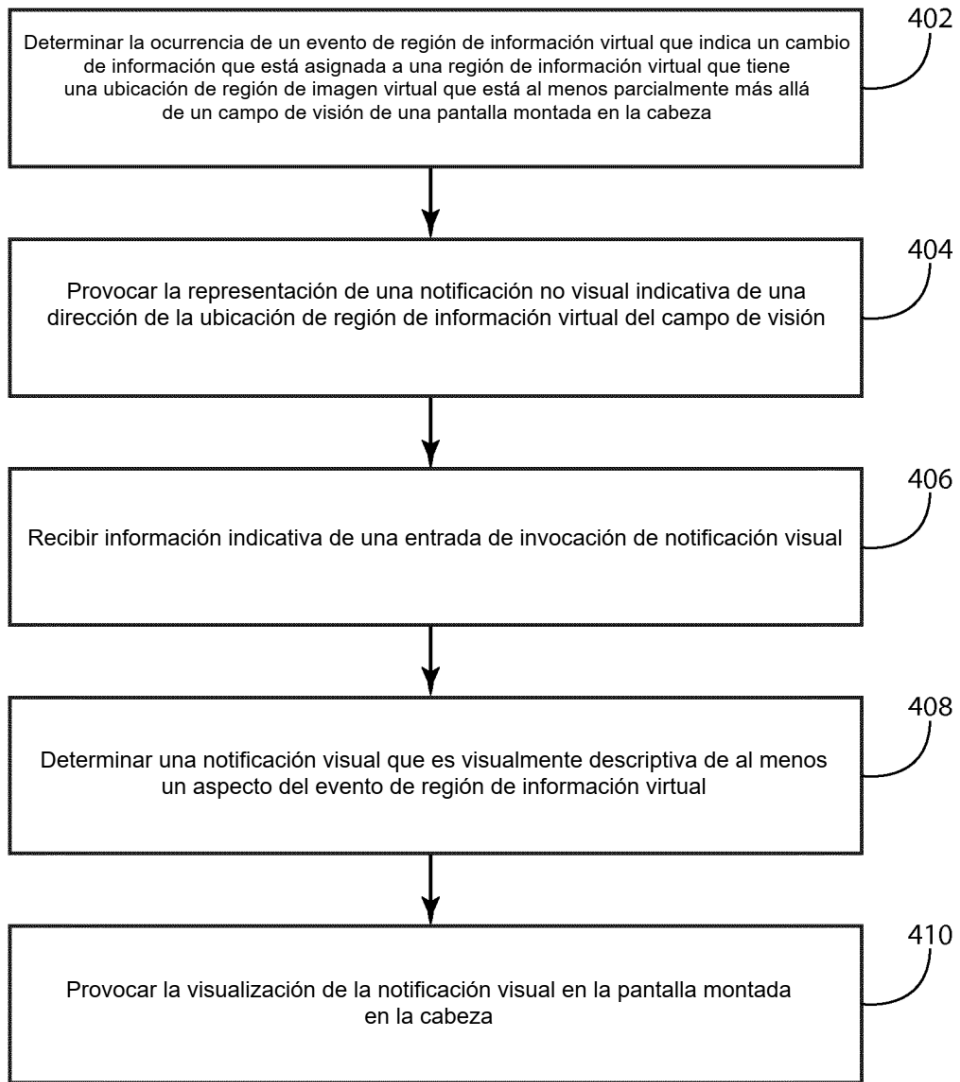 402
Determinar la ocurrencia de un evento de región de información virtual que indica un cambio
de información que está asignada a una región de información virtual que tiene
una ubicación de región de imagen virtual que está al menos parcialmente más allá
de un campo de visión de una pantalla montada en la cabeza
404
Provocar la representación de una notificación no visual indicativa de una
dirección de la ubicación de región de información virtual del campo de visión
406
Recibir información indicativa de una entrada de invocación de notificación visual
408
Determinar una notificación visual que es visualmente descriptiva de al menos
un aspecto del evento de región de información virtual
410
Provocar la visualización de la notificación visual en la pantalla montada
en la cabeza